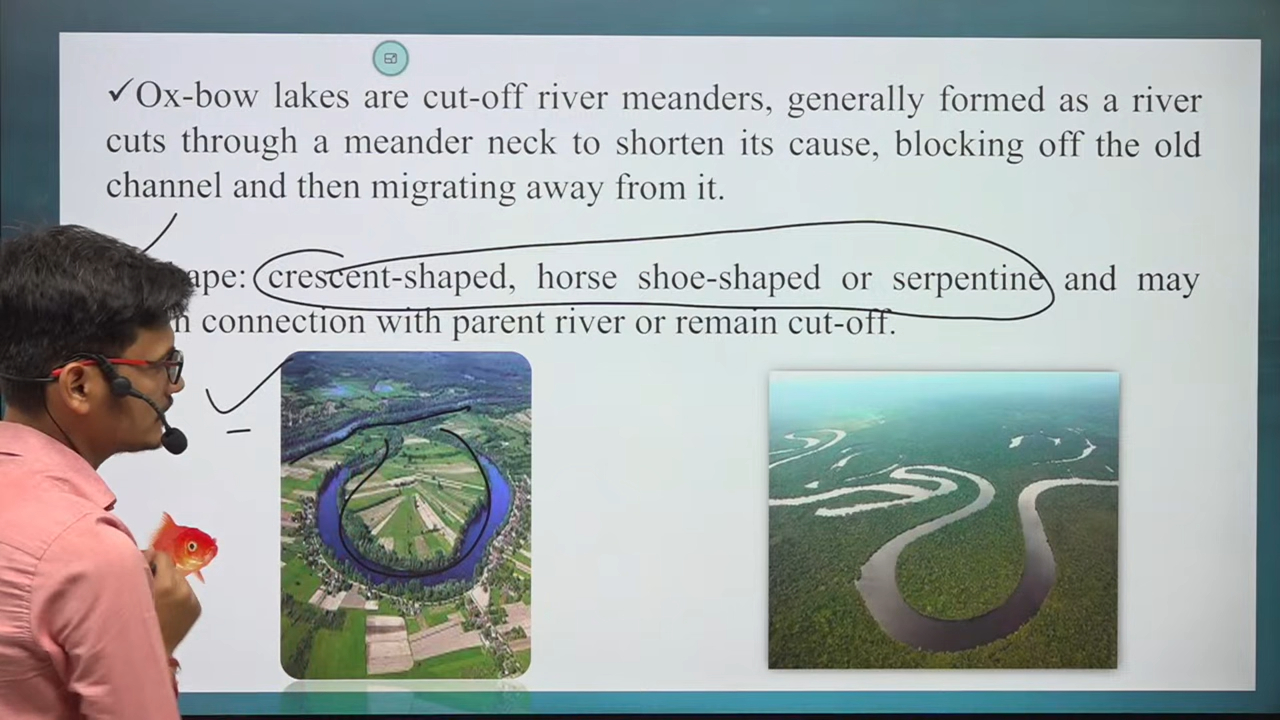 ✓Ox-bow lakes are cut-off river meanders, generally formed as a river
cuts through a meander neck to shorten its cause, blocking off the old
channel and then migrating away from it.
ape: crescent-shaped, horse shoe-shaped or serpentine and may
n connection with parent river or remain cut-off.